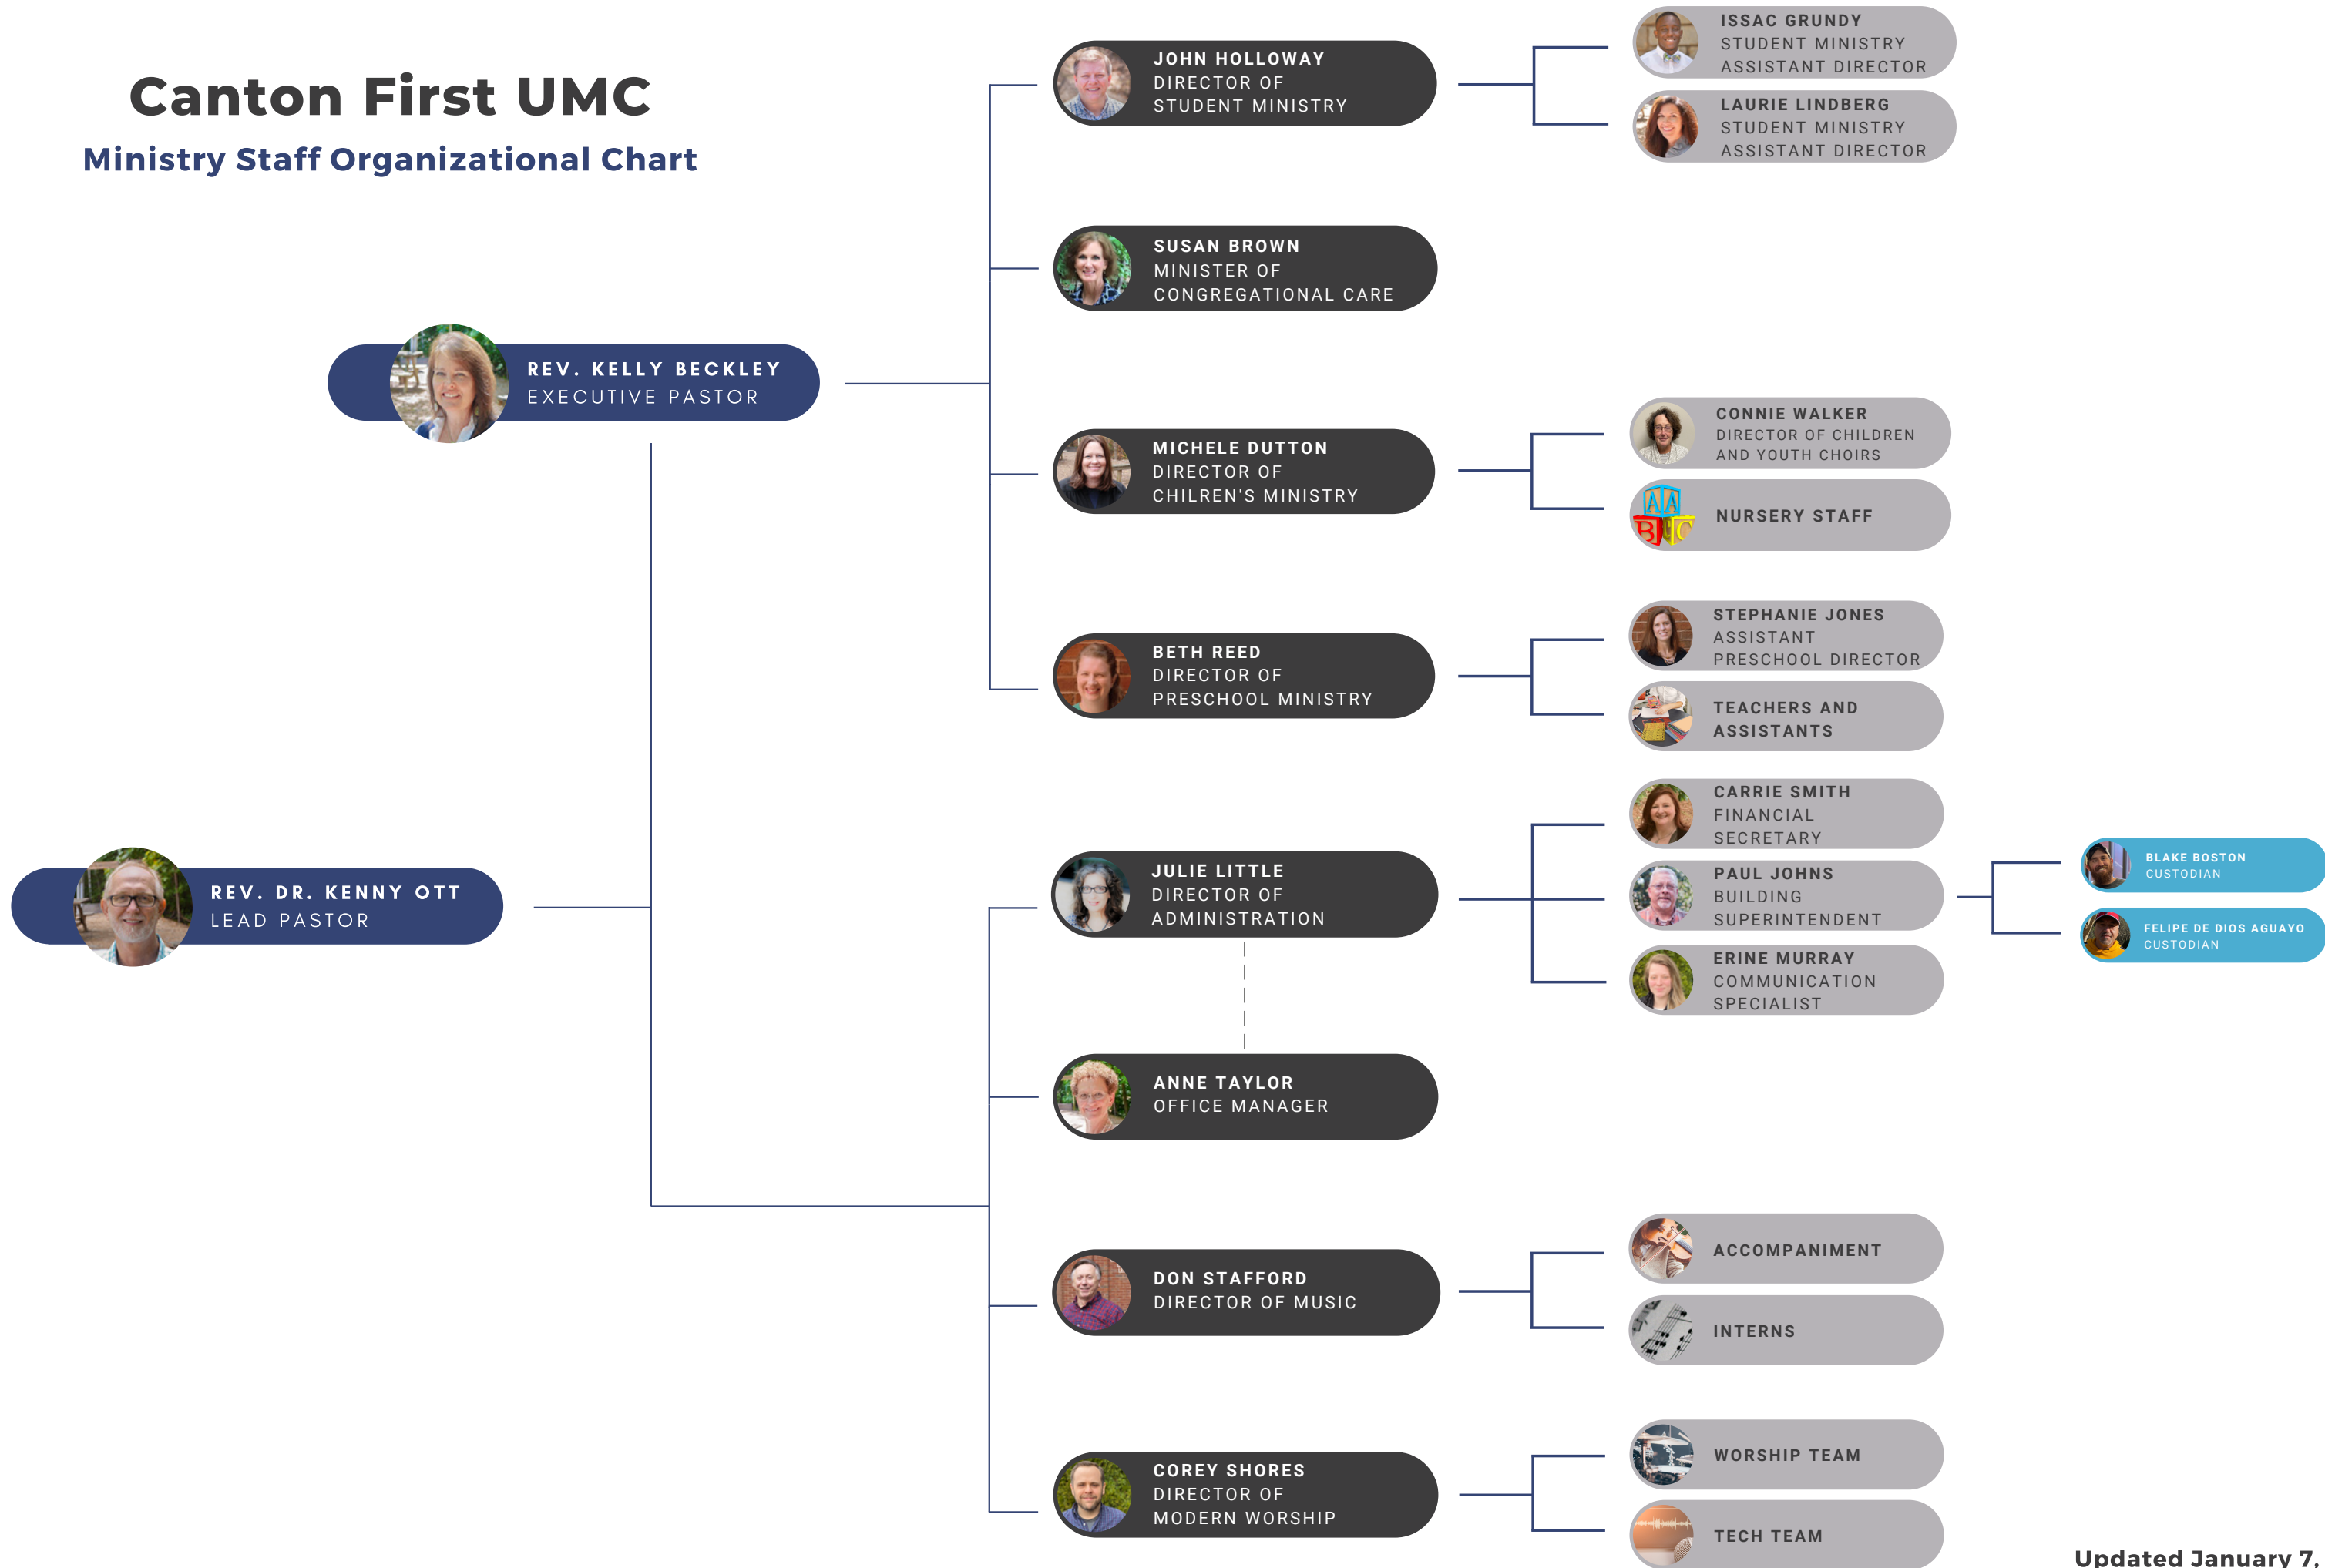 Canton First UMC
Ministry Staff Organizational Chart
REV. KELLY BECKLEY
EXECUTIVE PASTOR
REV. DR. KENNY OTT
LEAD PASTOR
JOHN HOLLOWAY
DIRECTOR OF
STUDENT MINISTRY
ISSAC GRUNDY
STUDENT MINISTRY
ASSISTANT DIRECTOR
LAURIE LINDBERG
STUDENT MINISTRY
ASSISTANT DIRECTOR
SUSAN BROWN
MINISTER OF
CONGREGATIONAL CARE
MICHELE DUTTON
DIRECTOR OF
CHILREN'S MINISTRY
CONNIE WALKER
DIRECTOR OF CHILDREN
AND YOUTH CHOIRS
A A
B C
NURSERY STAFF
BETH REED
DIRECTOR OF
PRESCHOOL MINISTRY
STEPHANIE JONES
ASSISTANT
PRESCHOOL DIRECTOR
TEACHERS AND
ASSISTANTS
JULIE LITTLE
DIRECTOR OF
ADMINISTRATION
CARRIE SMITH
FINANCIAL
SECRETARY
PAUL JOHNS
BUILDING
SUPERINTENDENT
BLAKE BOSTON
CUSTODIAN
FELIPE DE DIOS AGUAYO
CUSTODIAN
ERINE MURRAY
COMMUNICATION
SPECIALIST
ANNE TAYLOR
OFFICE MANAGER
DON STAFFORD
DIRECTOR OF MUSIC
ACCOMPANIMENT
INTERNS
COREY SHORES
DIRECTOR OF
MODERN WORSHIP
WORSHIP TEAM
TECH TEAM
Updated January 7,